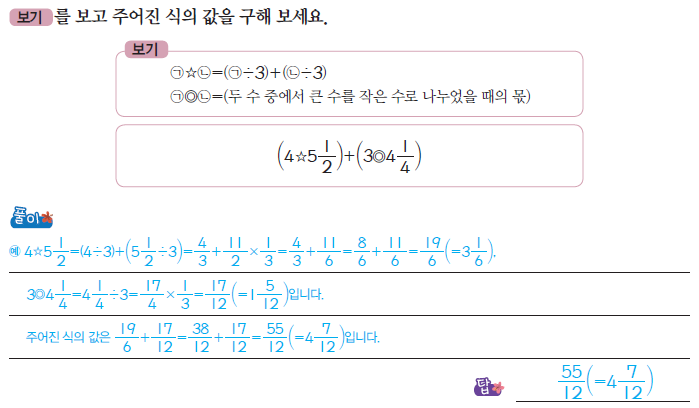 보기 를 보고 주어진 식의 값을 구해 보세요.
보기
㉠☆㉡=(㉠÷3)+(㉡÷3)
㉠◎㉡=(두 수 중에서 큰 수를 작은 수로 나누었을 때의 몫)
(4☆5 1/2)+(3◎4 1/4)
풀이
예 4☆5 1/2=(4÷3)+(5 1/2÷3)=4/3+11/2×1/3=4/3+11/6=8/6+11/6=19/6(=3 1/6),
3◎4 1/4=4 1/4÷3=17/4×1/3=17/12(=1 5/12)입니다.
주어진 식의 값은 19/6+17/12=38/12+17/12=55/12(=4 7/12)입니다.
답 55/12(=4 7/12)